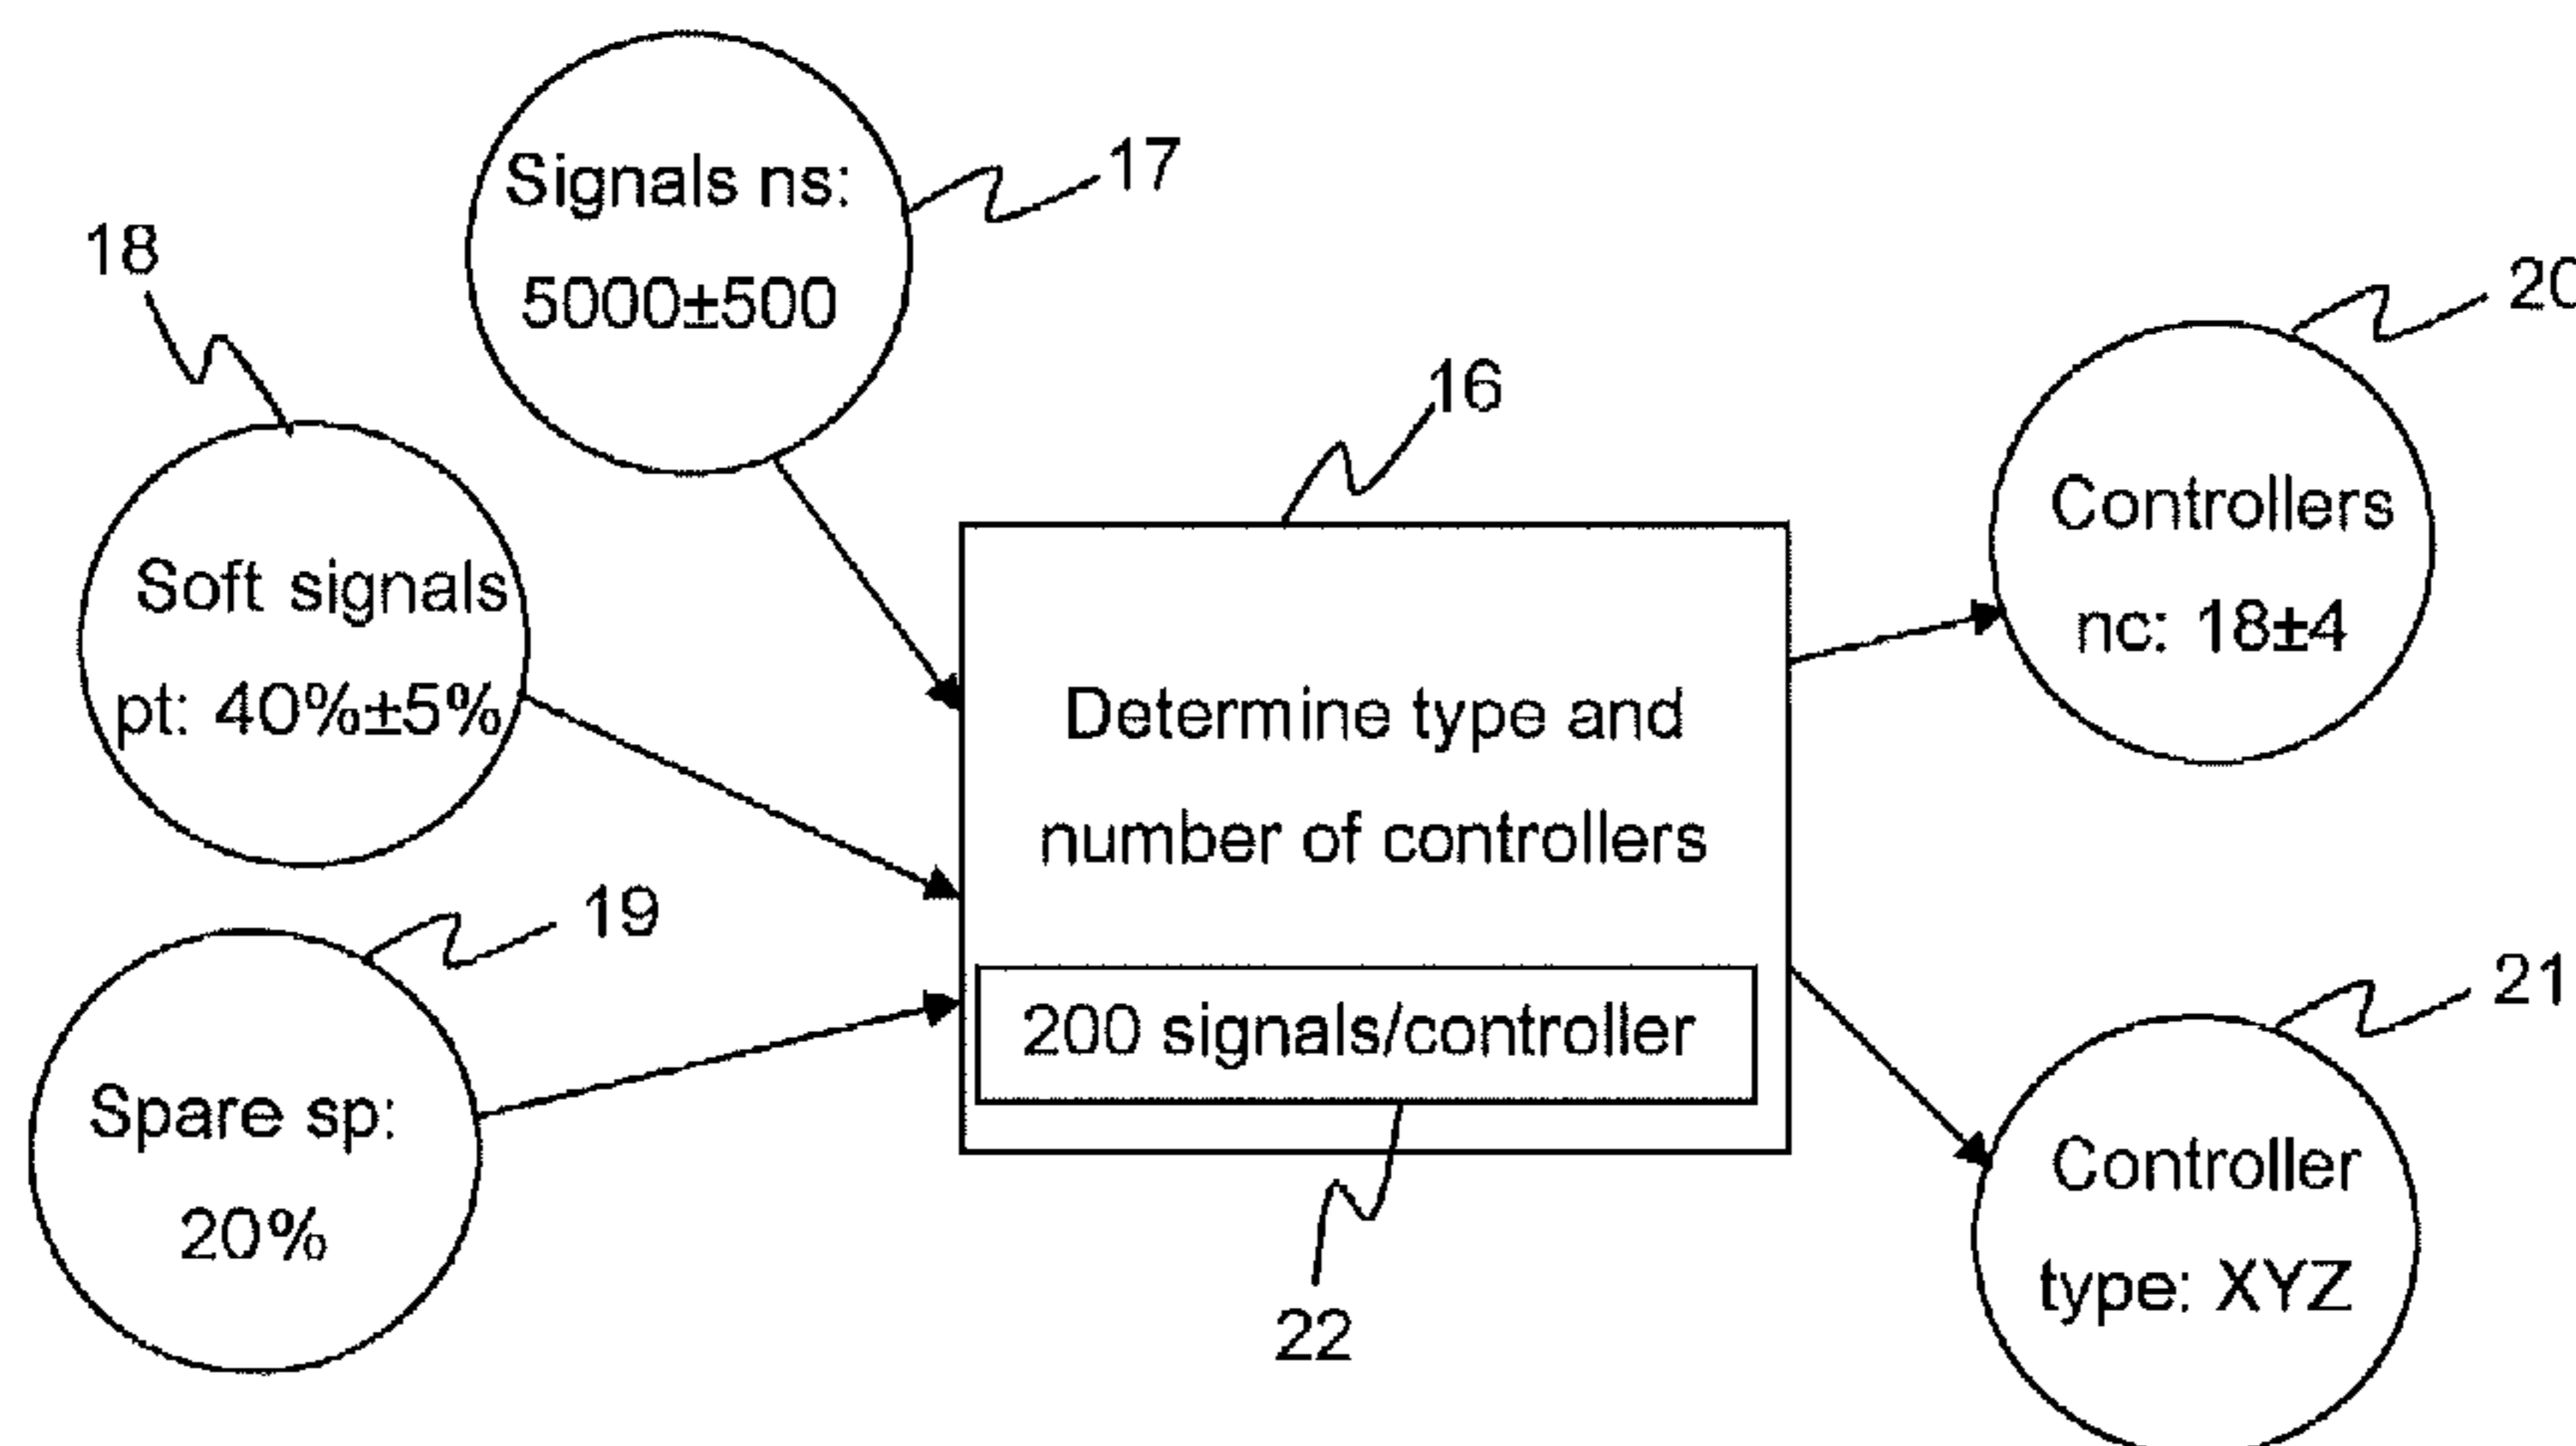 Signals ns:
5000±500
17
18
Soft signals
pt: 40%±5%
19
Spare sp:
20%
16
Determine type and
number of controllers
200 signals/controller
22
20
Controllers
nc: 18±4
21
Controller
type: XYZ